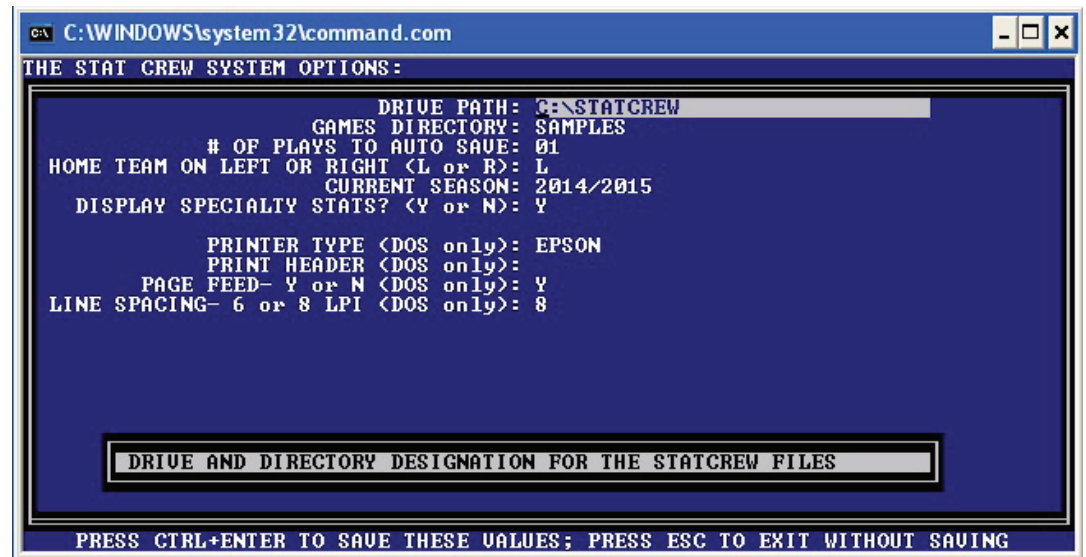 C:\WINDOWS\system32\command.com
THE STAT CREW SYSTEM OPTIONS:
DRIVE PATH: C:\STATCREW
GAMES DIRECTORY: SAMPLES
# OF PLAYS TO AUTO SAVE: 01
HOME TEAM ON LEFT OR RIGHT (L or R): L
CURRENT SEASON: 2014/2015
DISPLAY SPECIALTY STATS? (Y or N): Y
PRINTER TYPE (DOS only): EPSON
PRINT HEADER (DOS only):
PAGE FEED- Y or N (DOS only): Y
LINE SPACING- 6 or 8 LPI (DOS only): 8
DRIVE AND DIRECTORY DESIGNATION FOR THE STATCREW FILES
PRESS CTRL+ENTER TO SAVE THESE VALUES; PRESS ESC TO EXIT WITHOUT SAVING